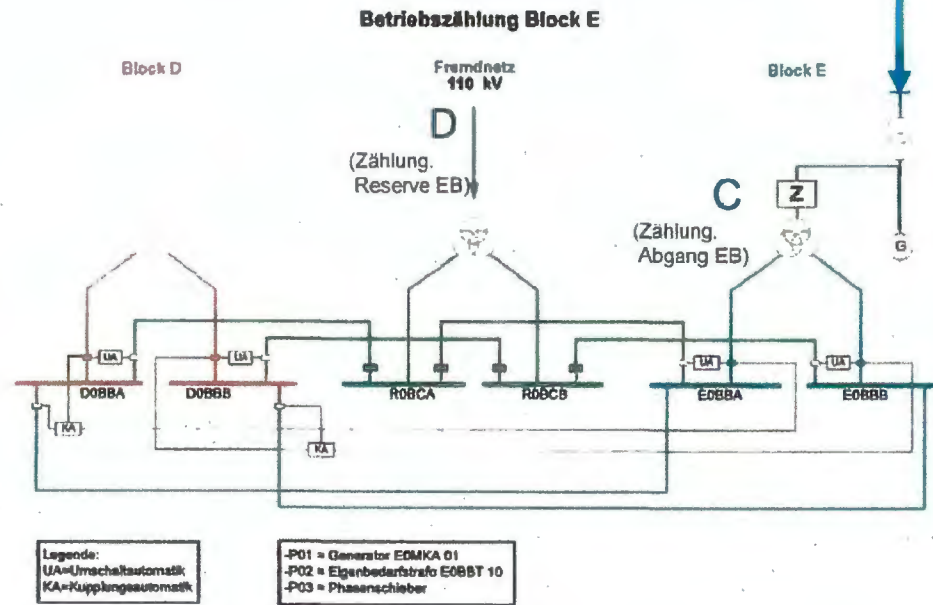 Betriebszählung Block E
Block D
Fremdnetz
110 kV
Block E
D
(Zählung.
Reserve EB)
C
(Zählung.
Abgang EB)
Z
G
UA
UA
UA
UA
D0BBA
D0BBB
R0BCA
R0BCB
E0BBA
E0BBB
KA
KA
Legende:
UA=Umschaltautomatik
KA=Kupplungsautomatik
-P01 = Generator E0MKA 01
-P02 = Eigenbedarfstrafo E0BBT 10
-P03 = Phasenschieber